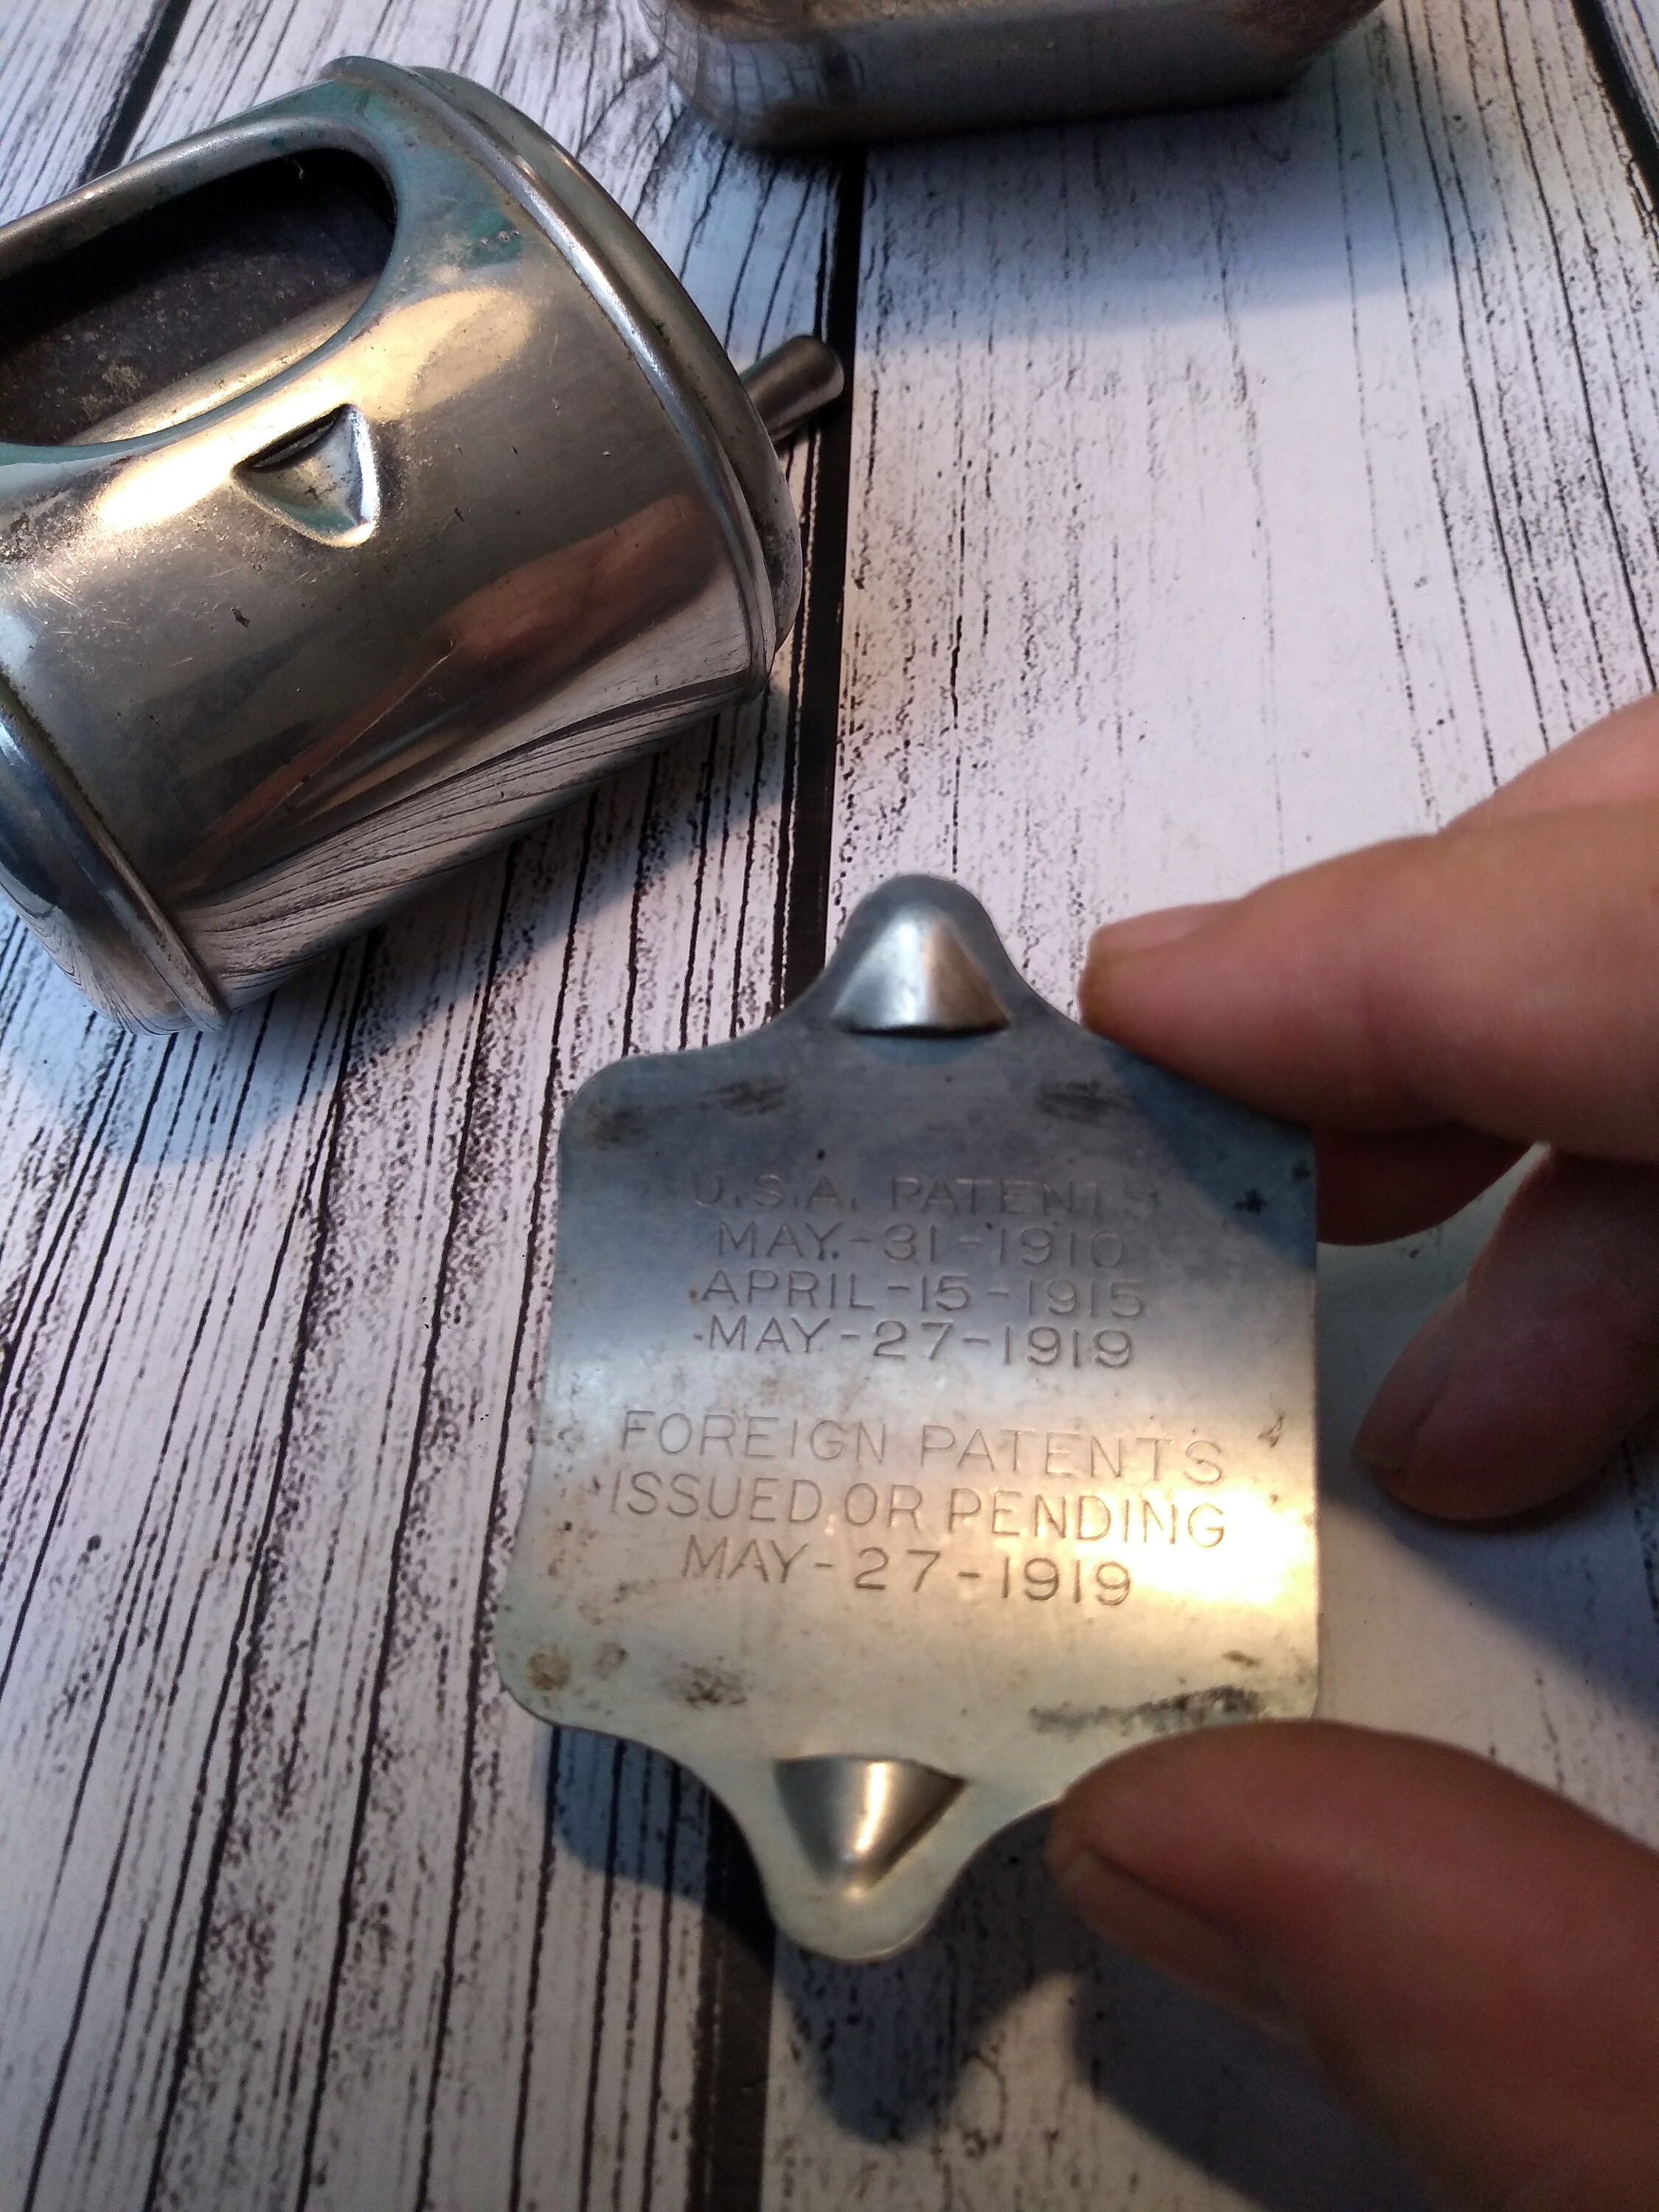 U.S.A. PATENTS
MAY.-31-1910
APRIL-15-1915
MAY-27-1919
FOREIGN PATENTS
ISSUED OR PENDING
MAY-27-1919